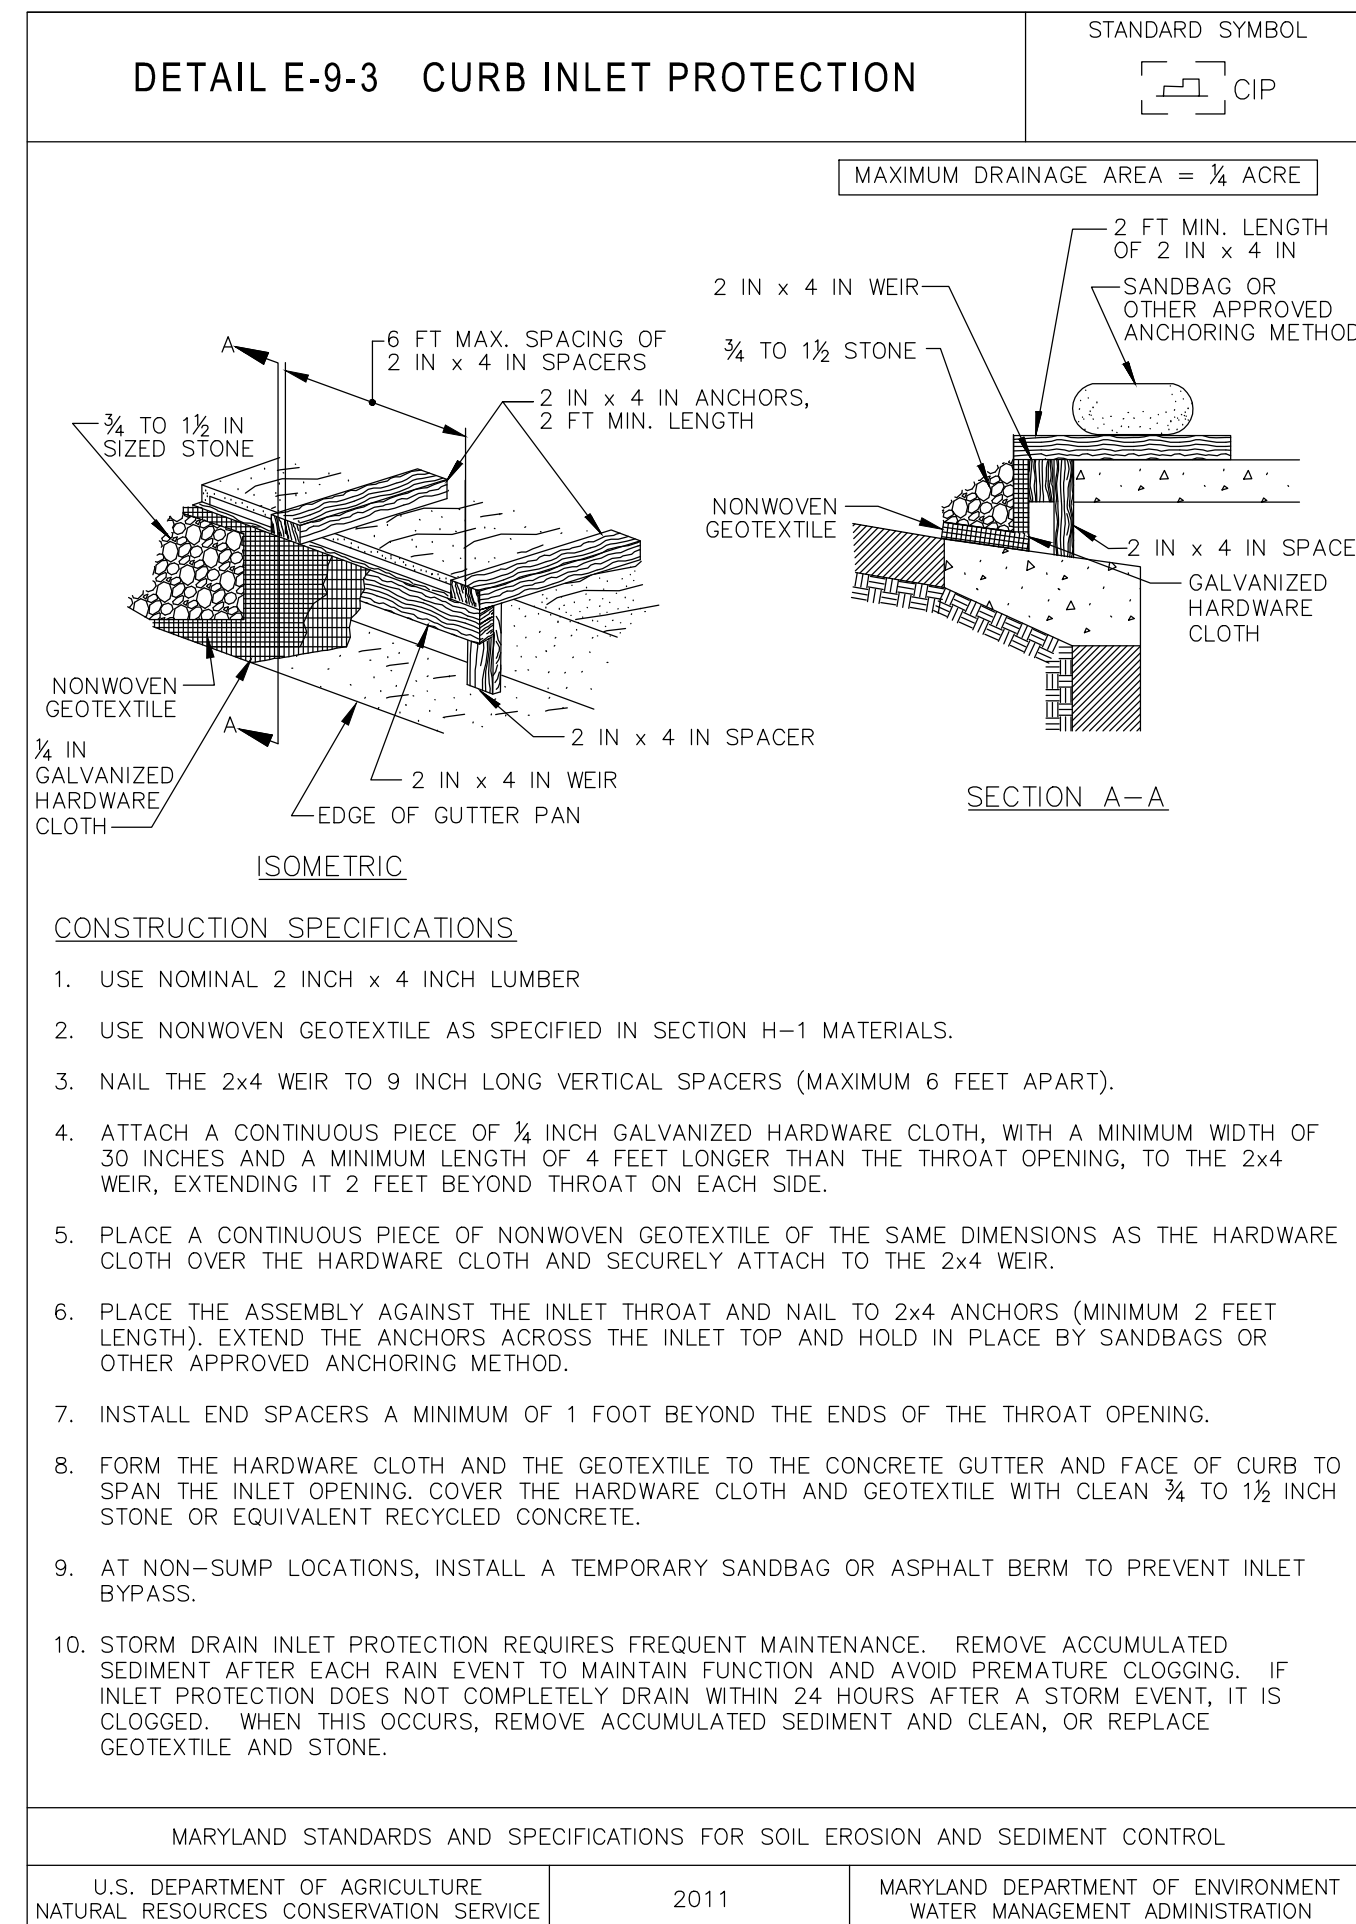 DETAIL E-9-3 CURB INLET PROTECTION
STANDARD SYMBOL
CIP
MAXIMUM DRAINAGE AREA = ¼ ACRE
2 FT MIN. LENGTH
OF 2 IN x 4 IN
2 IN x 4 IN WEIR
SANDBAG OR
OTHER APPROVED
ANCHORING METHOD
¾ TO 1½ STONE
NONWOVEN
GEOTEXTILE
2 IN x 4 IN SPACE
GALVANIZED
HARDWARE
CLOTH
SECTION A-A
A
6 FT MAX. SPACING OF
2 IN x 4 IN SPACERS
2 IN x 4 IN ANCHORS,
2 FT MIN. LENGTH
¾ TO 1½ IN
SIZED STONE
NONWOVEN
GEOTEXTILE
A
¼ IN
GALVANIZED
HARDWARE
CLOTH
2 IN x 4 IN SPACER
2 IN x 4 IN WEIR
EDGE OF GUTTER PAN
ISOMETRIC
CONSTRUCTION SPECIFICATIONS
1. USE NOMINAL 2 INCH x 4 INCH LUMBER
2. USE NONWOVEN GEOTEXTILE AS SPECIFIED IN SECTION H-1 MATERIALS.
3. NAIL THE 2x4 WEIR TO 9 INCH LONG VERTICAL SPACERS (MAXIMUM 6 FEET APART).
4. ATTACH A CONTINUOUS PIECE OF ¼ INCH GALVANIZED HARDWARE CLOTH, WITH A MINIMUM WIDTH OF
30 INCHES AND A MINIMUM LENGTH OF 4 FEET LONGER THAN THE THROAT OPENING, TO THE 2x4
WEIR, EXTENDING IT 2 FEET BEYOND THROAT ON EACH SIDE.
5. PLACE A CONTINUOUS PIECE OF NONWOVEN GEOTEXTILE OF THE SAME DIMENSIONS AS THE HARDWARE
CLOTH OVER THE HARDWARE CLOTH AND SECURELY ATTACH TO THE 2x4 WEIR.
6. PLACE THE ASSEMBLY AGAINST THE INLET THROAT AND NAIL TO 2x4 ANCHORS (MINIMUM 2 FEET
LENGTH). EXTEND THE ANCHORS ACROSS THE INLET TOP AND HOLD IN PLACE BY SANDBAGS OR
OTHER APPROVED ANCHORING METHOD.
7. INSTALL END SPACERS A MINIMUM OF 1 FOOT BEYOND THE ENDS OF THE THROAT OPENING.
8. FORM THE HARDWARE CLOTH AND THE GEOTEXTILE TO THE CONCRETE GUTTER AND FACE OF CURB TO
SPAN THE INLET OPENING. COVER THE HARDWARE CLOTH AND GEOTEXTILE WITH CLEAN ¾ TO 1½ INCH
STONE OR EQUIVALENT RECYCLED CONCRETE.
9. AT NON-SUMP LOCATIONS, INSTALL A TEMPORARY SANDBAG OR ASPHALT BERM TO PREVENT INLET
BYPASS.
10. STORM DRAIN INLET PROTECTION REQUIRES FREQUENT MAINTENANCE. REMOVE ACCUMULATED
SEDIMENT AFTER EACH RAIN EVENT TO MAINTAIN FUNCTION AND AVOID PREMATURE CLOGGING. IF
INLET PROTECTION DOES NOT COMPLETELY DRAIN WITHIN 24 HOURS AFTER A STORM EVENT, IT IS
CLOGGED. WHEN THIS OCCURS, REMOVE ACCUMULATED SEDIMENT AND CLEAN, OR REPLACE
GEOTEXTILE AND STONE.
MARYLAND STANDARDS AND SPECIFICATIONS FOR SOIL EROSION AND SEDIMENT CONTROL
U.S. DEPARTMENT OF AGRICULTURE
NATURAL RESOURCES CONSERVATION SERVICE
2011
MARYLAND DEPARTMENT OF ENVIRONMENT
WATER MANAGEMENT ADMINISTRATION